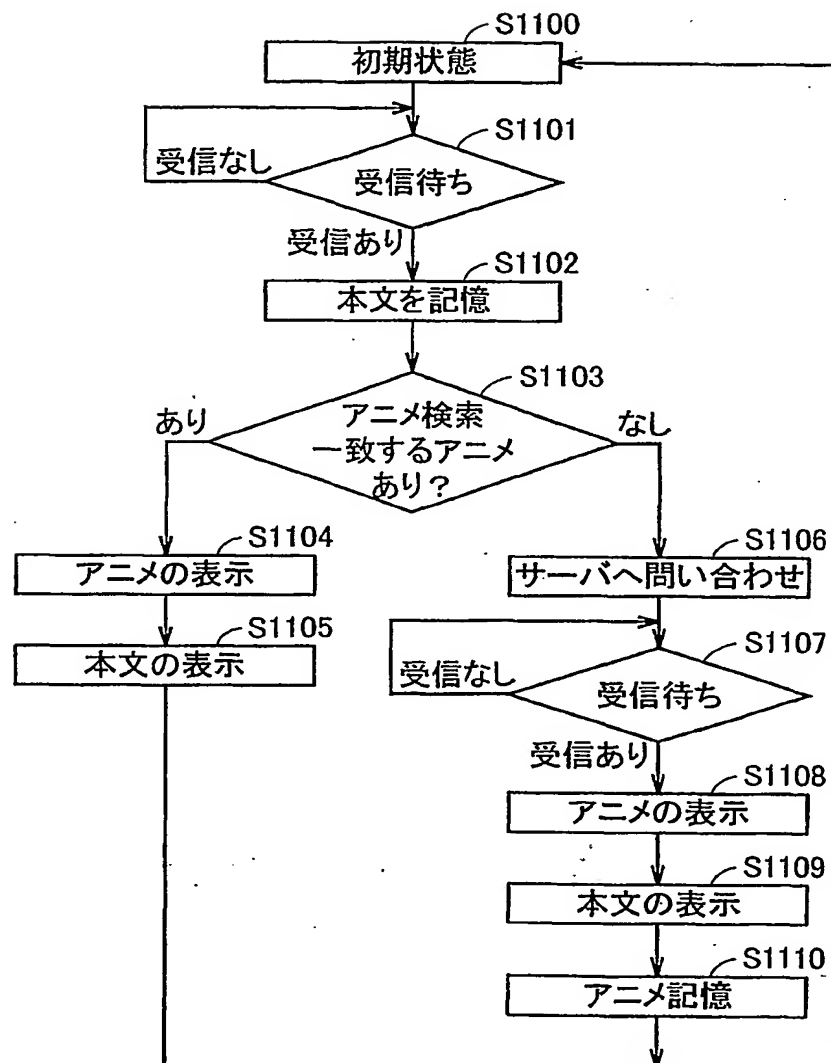 S1100
初期状態
S1101
受信なし
受信待ち
受信あり
S1102
本文を記憶
S1103
あり
アニメ検索
一致するアニメ
あり?
なし
S1104
アニメの表示
S1105
本文の表示
S1106
サーバへ問い合わせ
S1107
受信なし
受信待ち
受信あり
S1108
アニメの表示
S1109
本文の表示
S1110
アニメ記憶